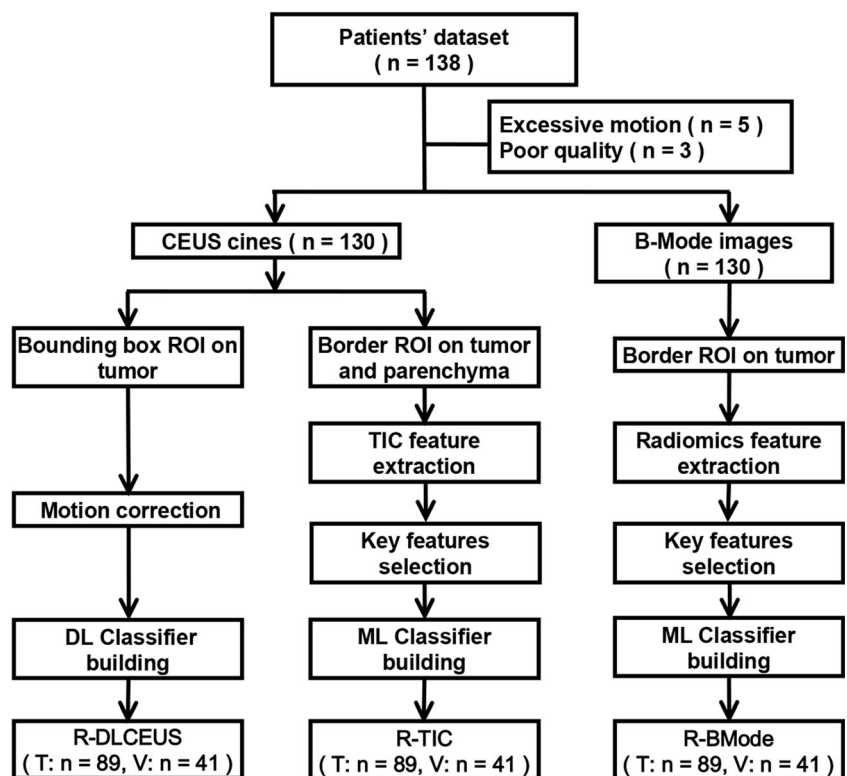 Patients’ dataset
( n = 138)
Excessive motion ( n = 5 )
Poor quality ( n = 3 )
CEUS cines ( n = 130 )
B-Mode images
( n = 130)
Bounding box ROI on
tumor
Border ROI on tumor
and parenchyma
Border ROI on tumor
TIC feature
extraction
Radiomics feature
extraction
Motion correction
Key features
selection
Key features
selection
DL Classifier
building
ML Classifier
building
ML Classifier
building
R-DLCEUS
( T: n = 89, V: n = 41 )
R-TIC
( T: n = 89, V: n = 41 )
R-BMode
( T: n = 89, V: n = 41 )